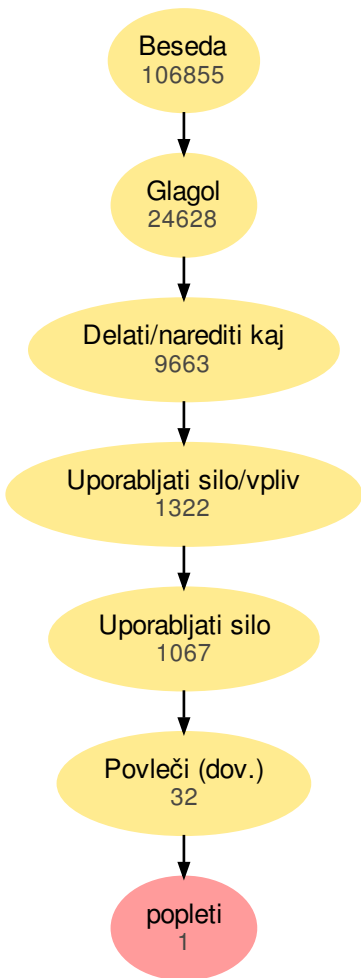 Beseda
106855
Glagol
24628
Delati/narediti kaj
9663
Uporabljati silo/vpliv
1322
Uporabljati silo
1067
Povleči (dov.)
32
popleti
1